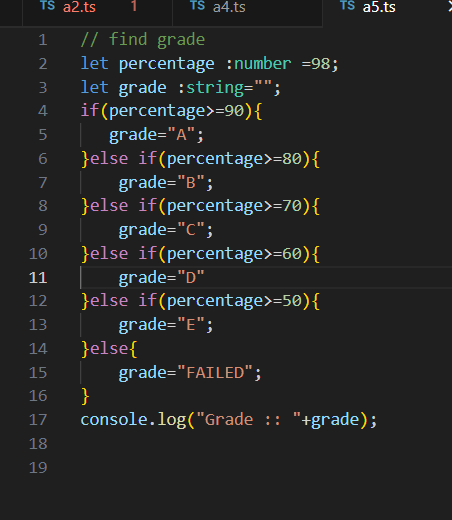 TS a2.ts 1 TS a4.ts TS a5.ts
1 // find grade
2 let percentage :number =98;
3 let grade :string="";
4 if(percentage>=90){
5    grade="A";
6 }else if(percentage>=80){
7     grade="B";
8 }else if(percentage>=70){
9     grade="C";
10 }else if(percentage>=60){
11     grade="D"
12 }else if(percentage>=50){
13     grade="E";
14 }else{
15     grade="FAILED";
16 }
17 console.log("Grade :: "+grade);
18
19